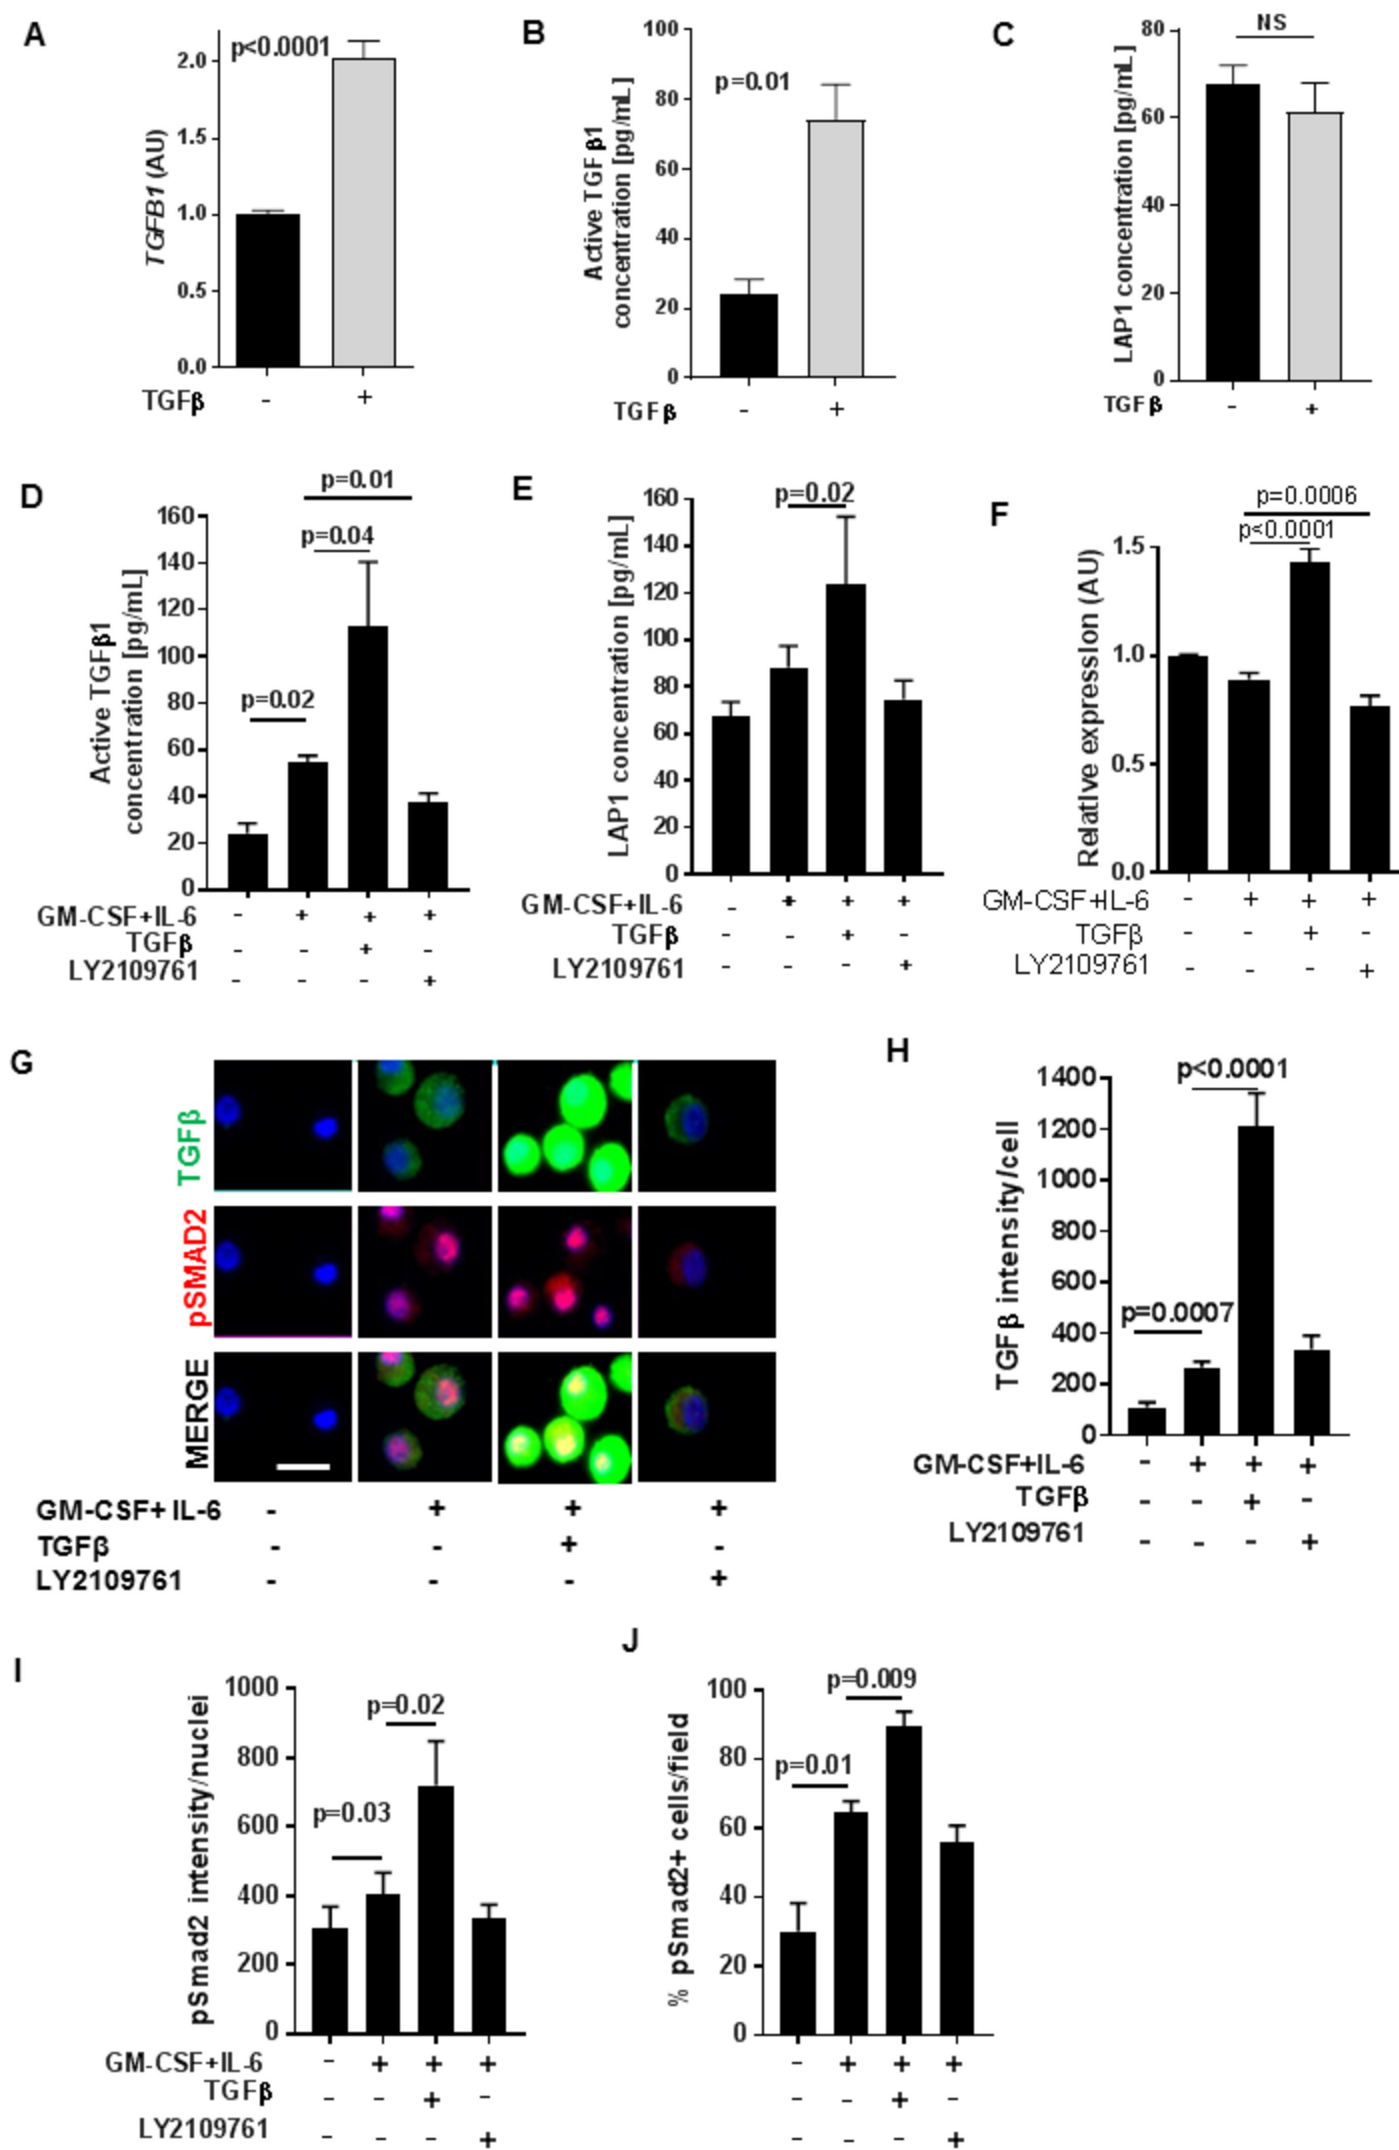 A
p<0.0001
TGFB1 (AU)
2.0
1.5
1.0
0.5
0.0
TGFβ - +
B
p=0.01
Active TGFβ1
concentration [pg/mL]
100
80
60
40
20
0
TGFβ - +
C
NS
LAP1 concentration [pg/mL]
80
60
40
20
0
TGFβ - +
D
p=0.01
p=0.04
p=0.02
Active TGFβ1
concentration [pg/mL]
160
140
120
100
80
60
40
20
0
GM-CSF+IL-6 - + + +
TGFβ - - + -
LY2109761 - - - +
E
p=0.02
LAP1 concentration [pg/mL]
160
140
120
100
80
60
40
20
0
GM-CSF+IL-6 - + + +
TGFβ - - + -
LY2109761 - - - +
F
p=0.0006
p<0.0001
Relative expression (AU)
1.5
1.0
0.5
0.0
GM-CSF+IL-6 - + + +
TGFβ - - + -
LY2109761 - - - +
G
TGFβ
pSMAD2
MERGE
GM-CSF+ IL-6 - + + +
TGFβ - - + -
LY2109761 - - - +
H
p<0.0001
p=0.0007
TGFβ intensity/cell
1400
1200
1000
800
600
400
200
0
GM-CSF+IL-6 - + + +
TGFβ - - + -
LY2109761 - - - +
I
p=0.02
p=0.03
pSmad2 intensity/nuclei
1000
800
600
400
200
0
GM-CSF+IL-6 - + + +
TGFβ - - + -
LY2109761 - - - +
J
p=0.009
p=0.01
% pSmad2+ cells/field
100
80
60
40
20
0
- + + +
- - + -
- - - +